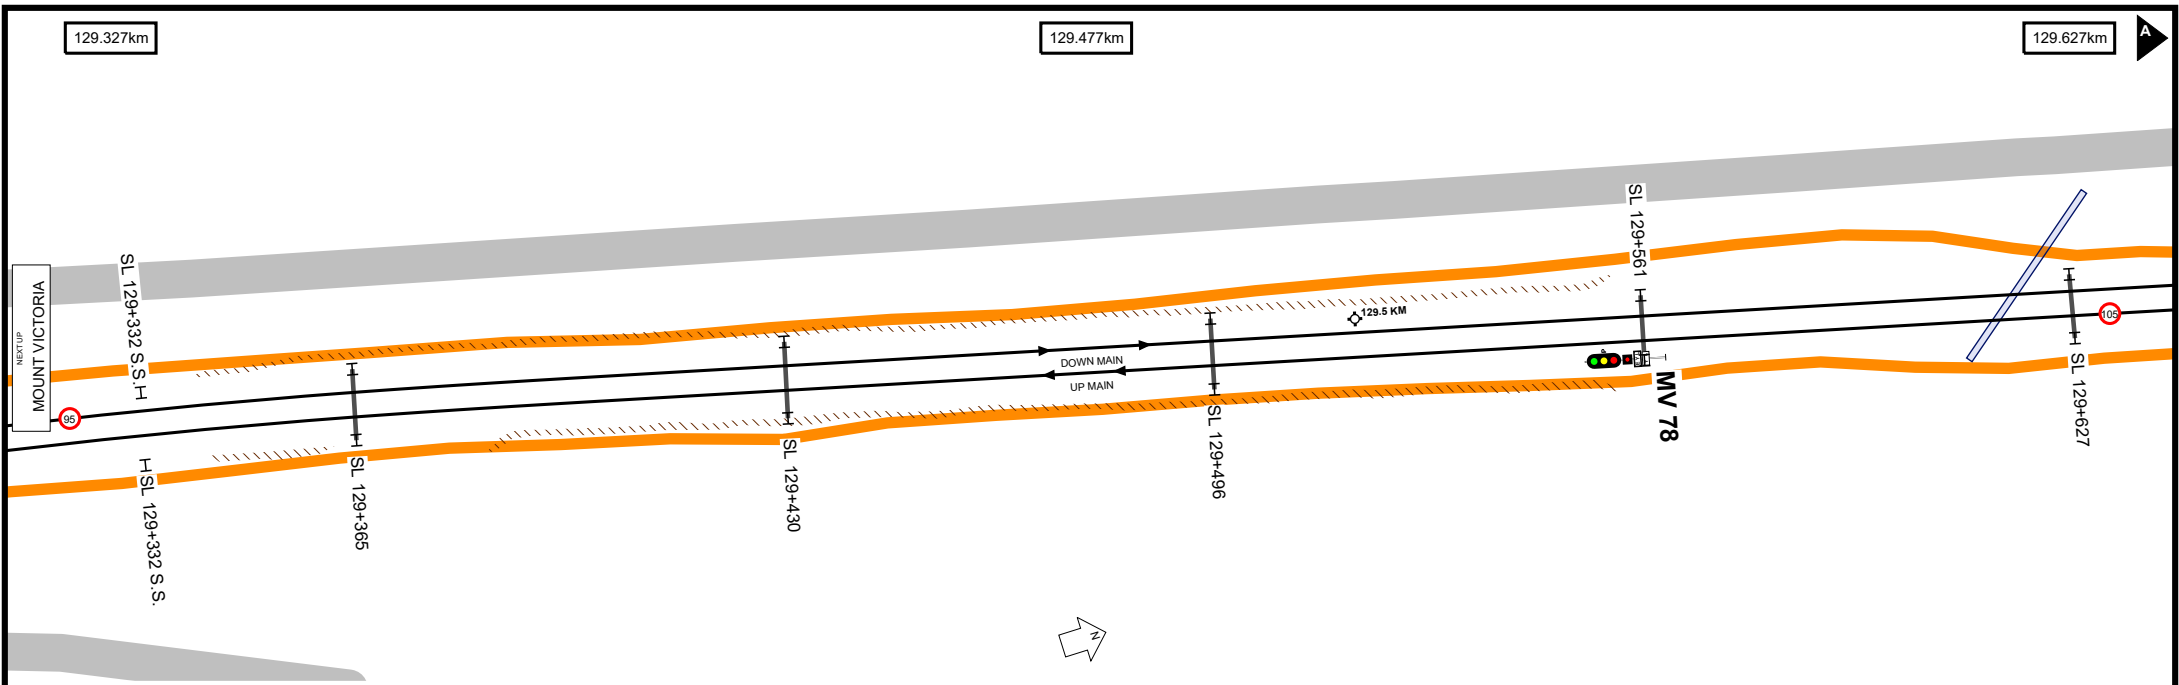 129.327km
129.477km
129.627km
A
SL 129+332 S.S.
SL 129+561
NEXT UP
MOUNT VICTORIA
95
129.5 KM
105
DOWN MAIN
UP MAIN
MV 78
SL 129+332 S.S.
SL 129+365
SL 129+430
SL 129+496
SL 129+627
N